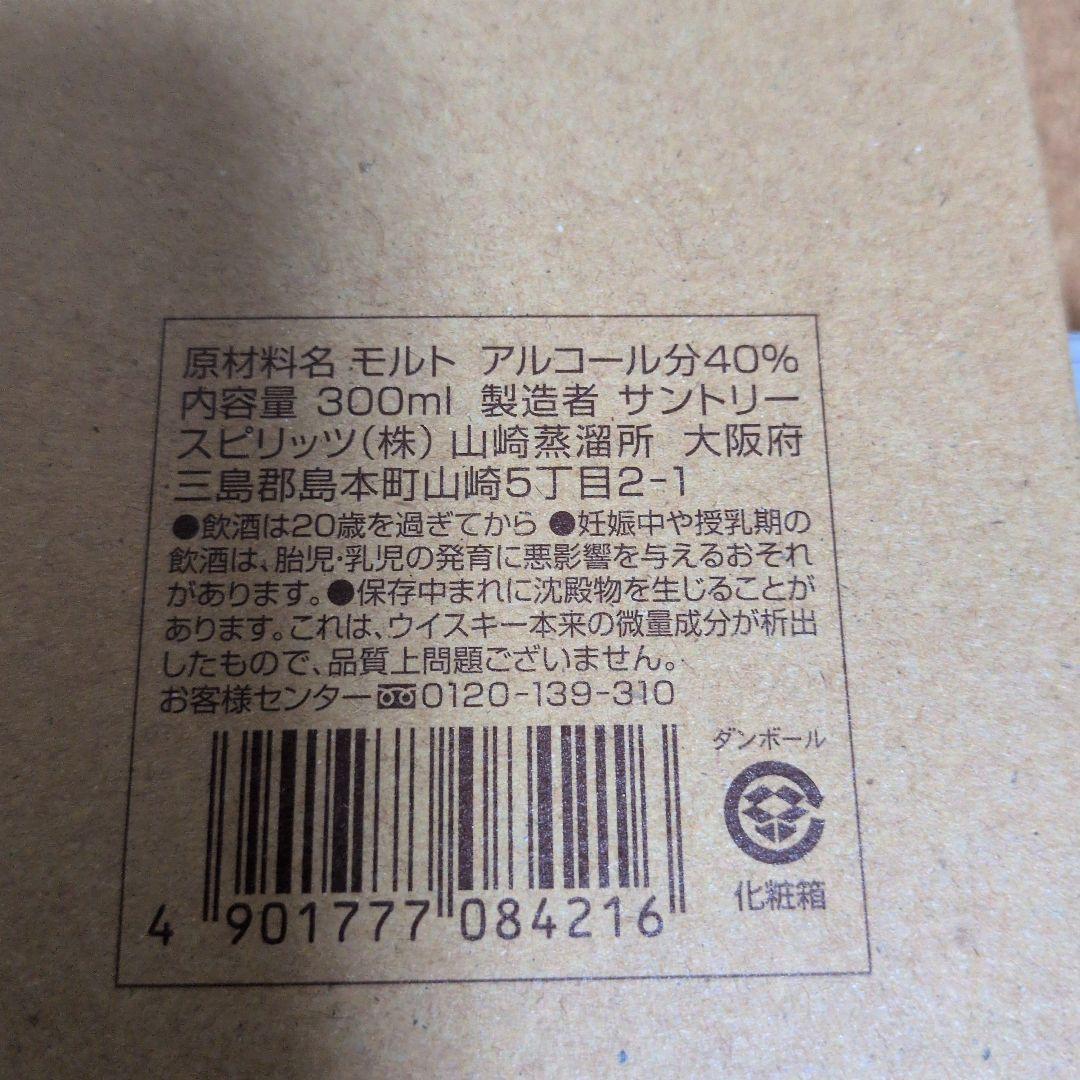 原材料名 モルト アルコール分40%
内容量 300ml 製造者 サントリー
スピリッツ(株) 山崎蒸溜所 大阪府
三島郡島本町山崎5丁目2-1
●飲酒は20歳を過ぎてから ●妊娠中や授乳期の
飲酒は、胎児・乳児の発育に悪影響を与えるおそれ
があります。●保存中まれに沈殿物を生じることが
あります。これは、ウイスキー本来の微量成分が析出
したもので、品質上問題ございません。
お客様センター 0120-139-310
ダンボール
化粧箱
4 901777 084216